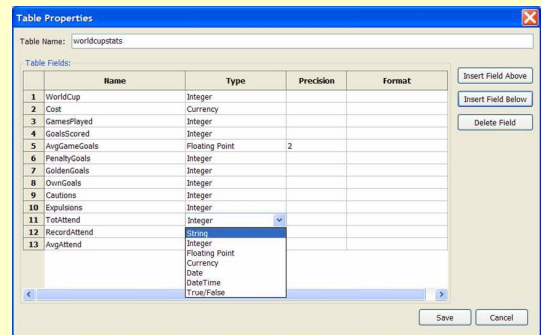 Table Properties
Table Name: worldcupstats
Table Fields:
Name Type Precision Format
1 WorldCup Integer
2 Cost Currency
3 GamesPlayed Integer
4 GoalsScored Integer
5 AvgGameGoals Floating Point 2
6 PenaltyGoals Integer
7 GoldenGoals Integer
8 OwnGoals Integer
9 Cautions Integer
10 Expulsions Integer
11 TotAttend Integer
12 RecordAttend String
13 AvgAttend Integer
Floating Point
Currency
Date
DateTime
True/False
Insert Field Above
Insert Field Below
Delete Field
Save Cancel